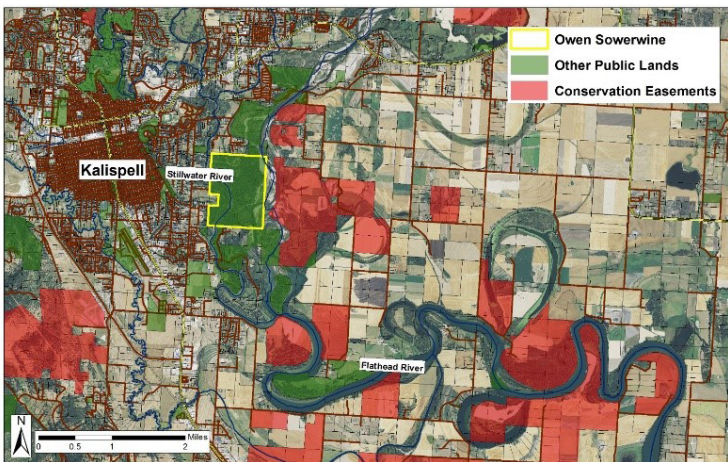 Owen Sowerwine
Other Public Lands
Conservation Easements
Kalispell
Stillwater River
Flathead River
N
0 0.5 1 2
Miles